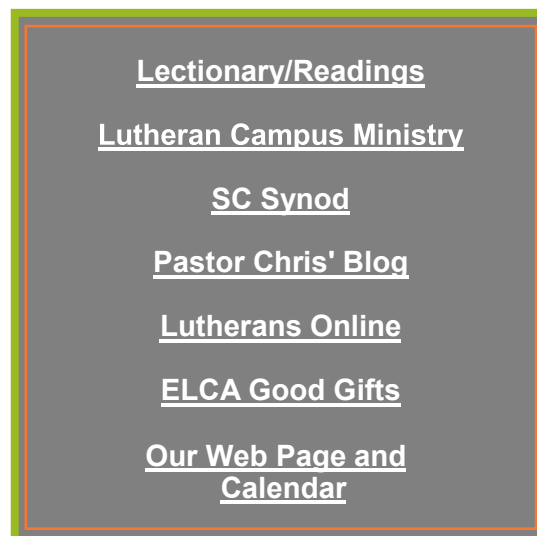 Lectionary/Readings
Lutheran Campus Ministry
SC Synod
Pastor Chris' Blog
Lutherans Online
ELCA Good Gifts
Our Web Page and
Calendar